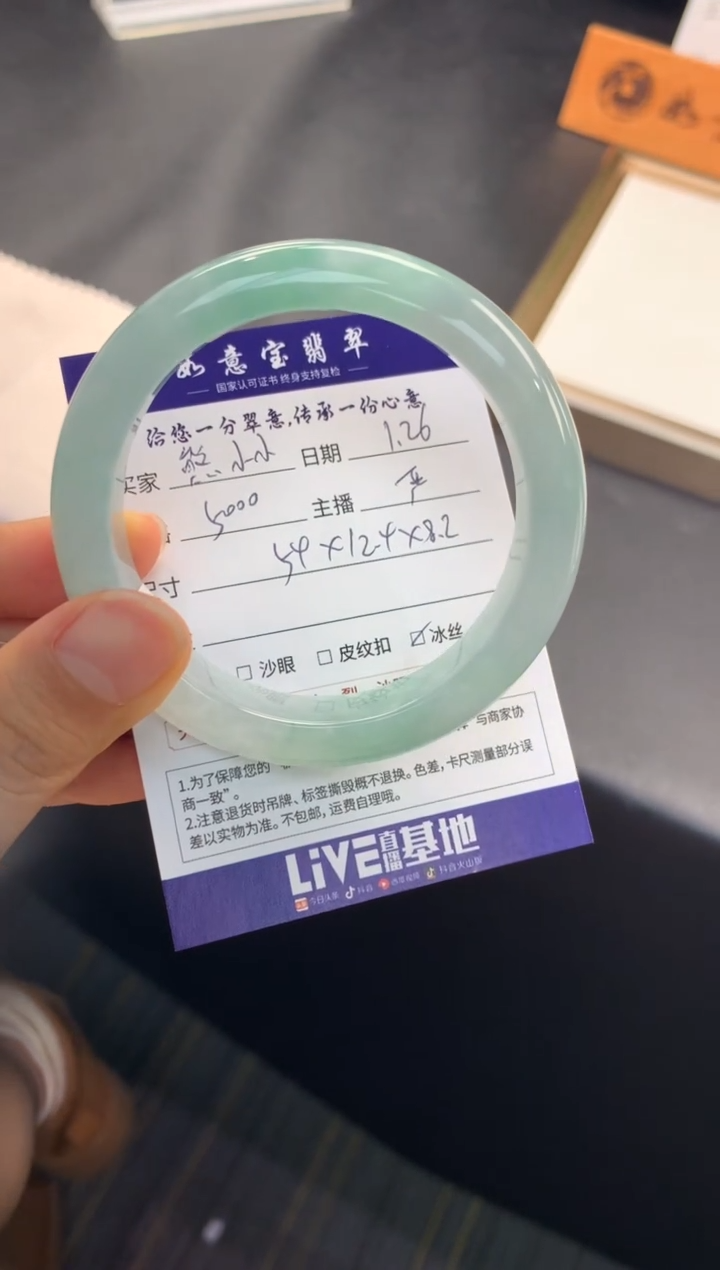 如意宝翡翠
国家认可证书 终身支持复检
洽您一分翠意,传承一份心意
买家 悠小小 日期 1.26
5000 主播 严
尺寸 54×12.4×8.2
□ 沙眼 □ 皮纹扣 ☑ 冰丝
与商家协
1.为了保障您的
商一致”。
2.注意退货时吊牌、标签撕毁概不退换。色差,卡尺测量部分误
差以实物为准。不包邮,运费自理哦。
LiVE直播基地
今日头条 抖音 西瓜视频 抖音火山版